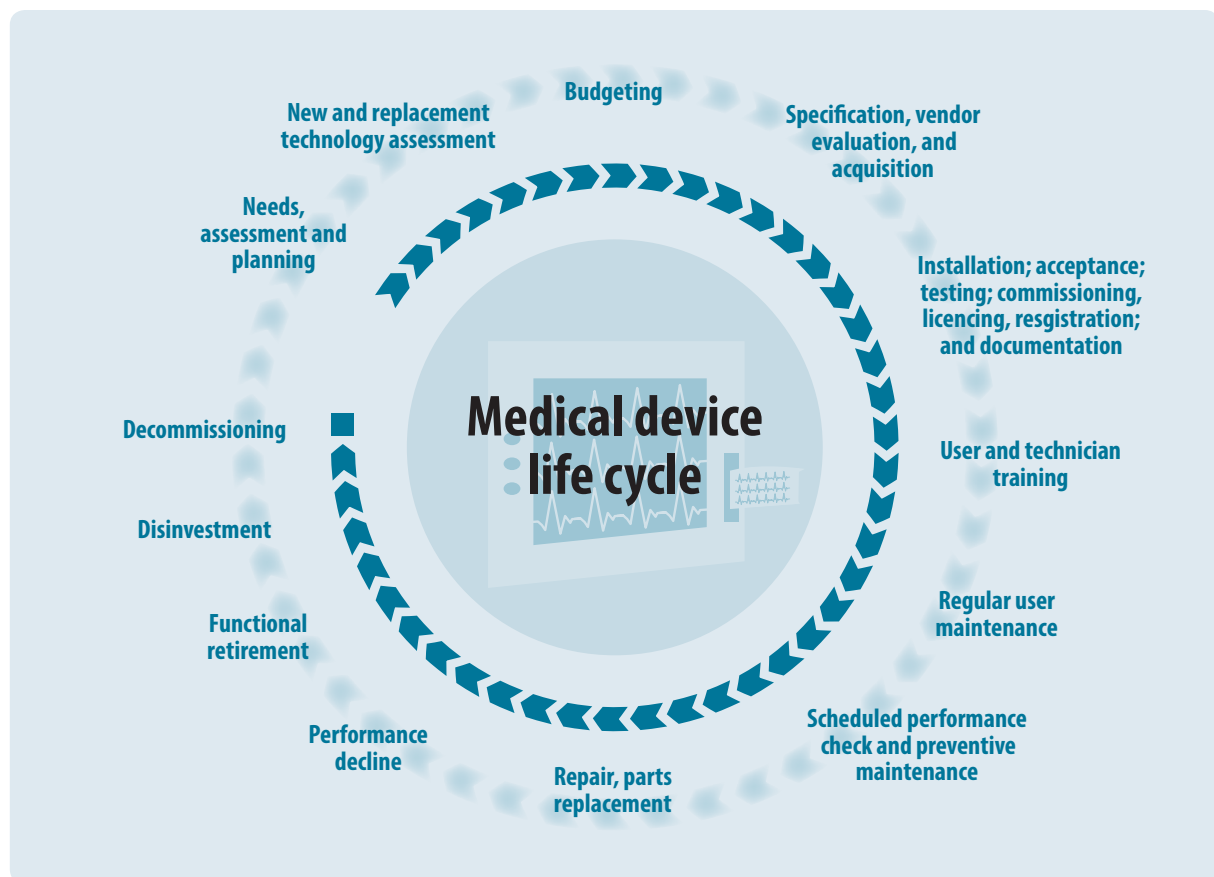 Medical device
life cycle
Needs,
assessment and
planning
New and replacement
technology assessment
Budgeting
Specification, vendor
evaluation, and
acquisition
Installation; acceptance;
testing; commissioning,
licencing, resgistration;
and documentation
User and technician
training
Regular user
maintenance
Scheduled performance
check and preventive
maintenance
Repair, parts
replacement
Performance
decline
Functional
retirement
Disinvestment
Decommissioning